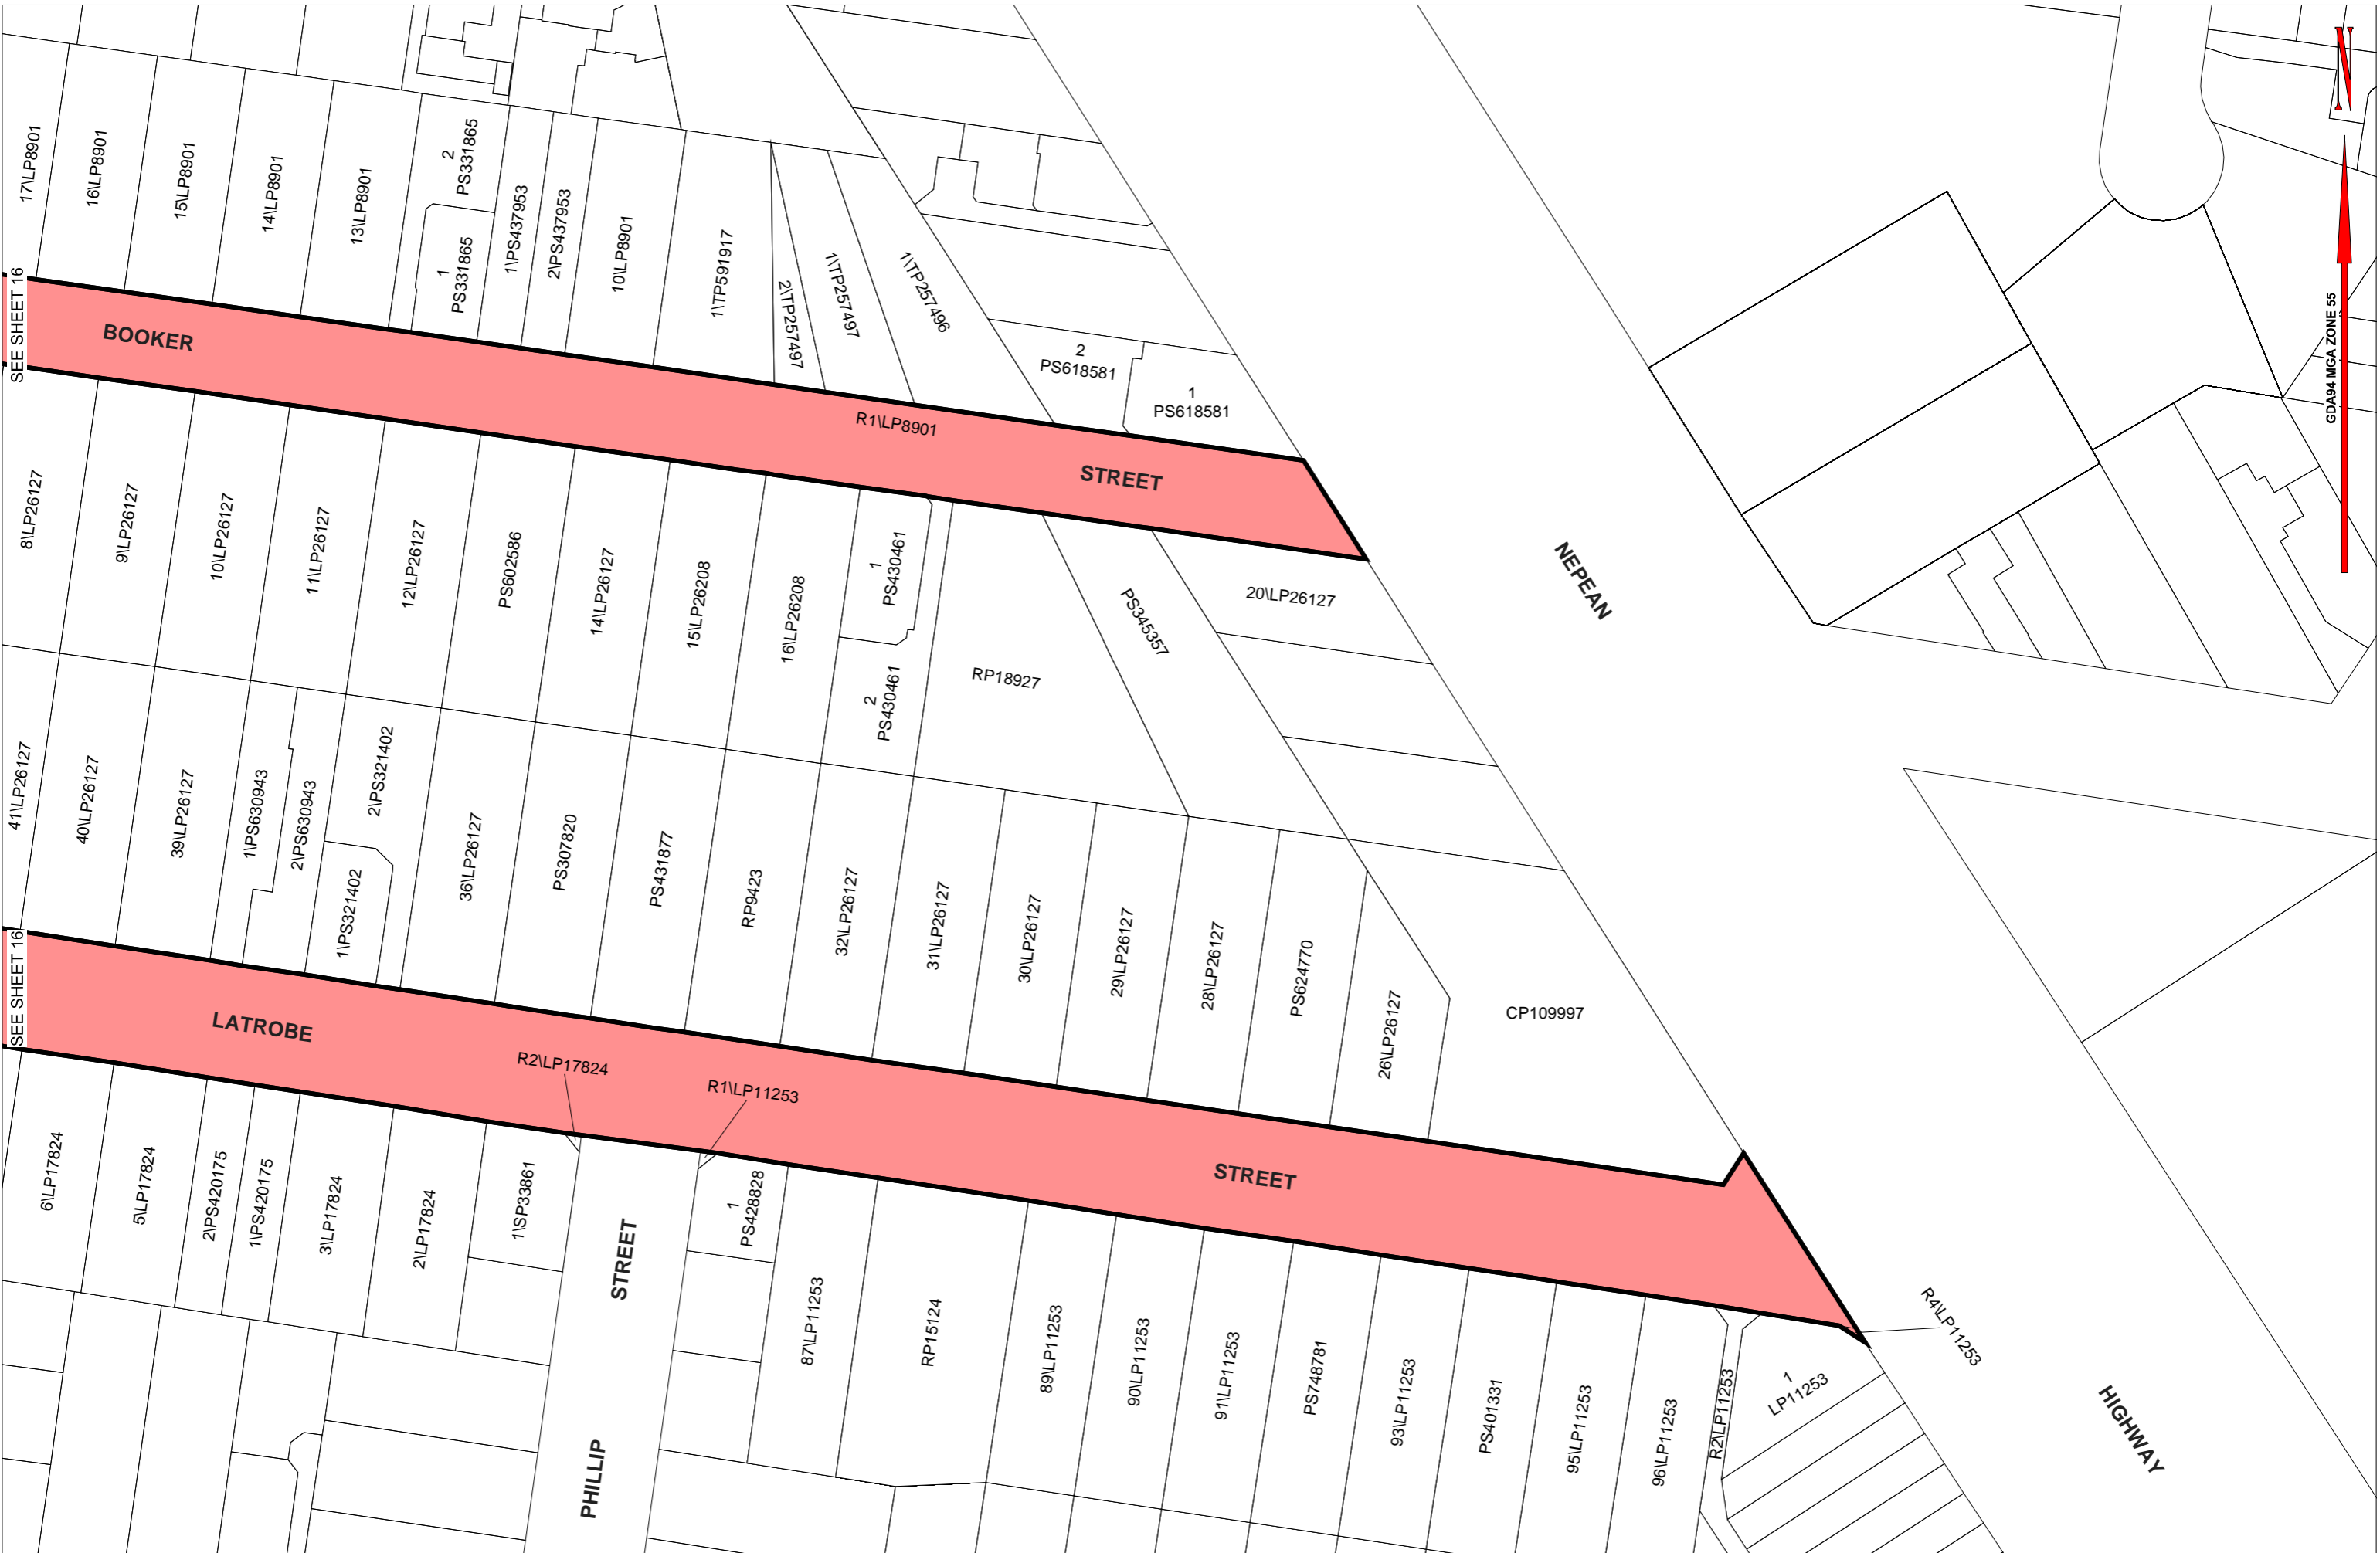 17\LP8901
16\LP8901
15\LP8901
14\LP8901
13\LP8901
2
PS331865
1
PS331865
1\PS437953
2\PS437953
10\LP8901
1\TP591917
2\TP257497
1\TP257497
1\TP257496
2
PS618581
1
PS618581
N
GDA94 MGA ZONE 55
SEE SHEET 16
BOOKER
R1\LP8901
STREET
NEPEAN
8\LP26127
9\LP26127
10\LP26127
11\LP26127
12\LP26127
PS602586
14\LP26127
15\LP26208
16\LP26208
1
PS430461
2
PS430461
RP18927
PS345357
20\LP26127
41\LP26127
40\LP26127
39\LP26127
1\PS630943
2\PS630943
2\PS321402
1\PS321402
36\LP26127
PS307820
PS431877
RP9423
32\LP26127
31\LP26127
30\LP26127
29\LP26127
28\LP26127
PS624770
26\LP26127
CP109997
SEE SHEET 16
LATROBE
R2\LP17824
R1\LP11253
STREET
6\LP17824
5\LP17824
2\PS420175
1\PS420175
3\LP17824
2\LP17824
1\SP33861
PHILLIP
STREET
1
PS428828
87\LP11253
RP15124
89\LP11253
90\LP11253
91\LP11253
PS748781
93\LP11253
PS401331
95\LP11253
96\LP11253
R2\LP11253
1
LP11253
R4\LP11253
HIGHWAY